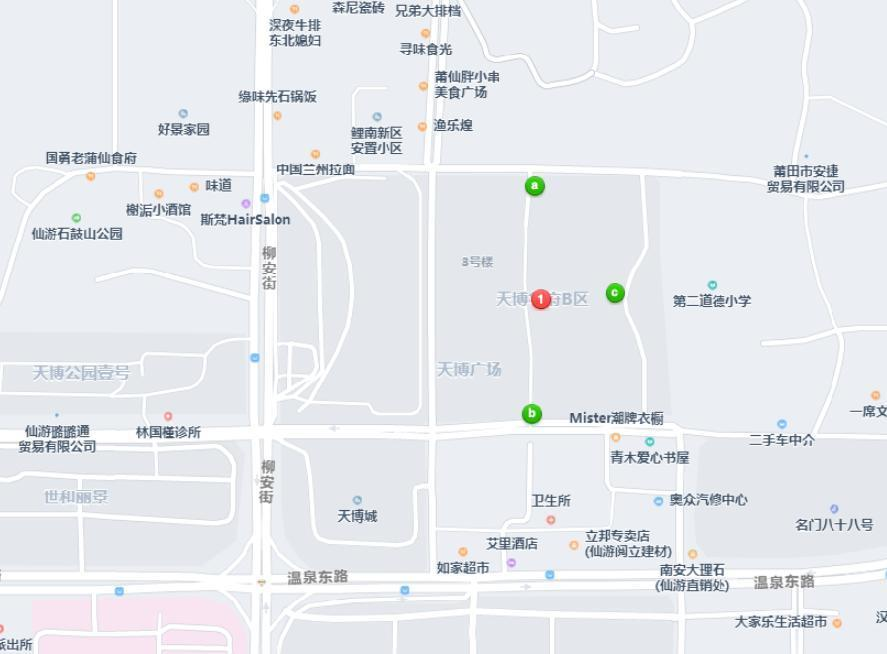 深夜牛排
东北媳妇
森尼瓷砖
兄弟大排档
寻味食光
莆仙胖小串
美食广场
缘味先石锅饭
好景家园
鲤南新区
安置小区
渔乐煌
国勇老蒲仙食府
中国兰州拉面
味道
莆田市安捷
贸易有限公司
a
斯梵HairSalon
仙游石鼓山公园
柳安街
3号楼
天博
府B区
1
c
第二道德小学
天博公园壹号
天博广场
b
Mister潮牌衣橱
一席文
仙游璐璐通
贸易有限公司
林国槿诊所
二手车中介
青木爱心书屋
柳安街
世和丽景
天博城
卫生所
奥众汽修中心
名门八十八号
艾里酒店
立邦专卖店
(仙游闽立建材)
如家超市
南安大理石
(仙游直销处)
温泉东路
温泉东路
大家乐生活超市
汉
派出所